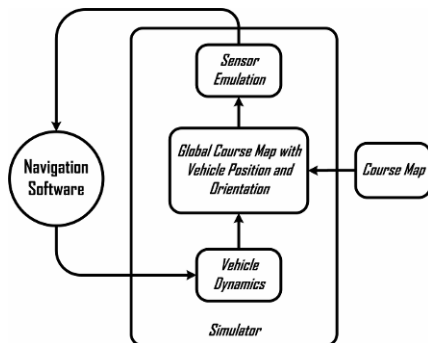 Sensor
Emulation
Navigation
Software
Global Course Map with
Vehicle Position and
Orientation
Course Map
Vehicle
Dynamics
Simulator